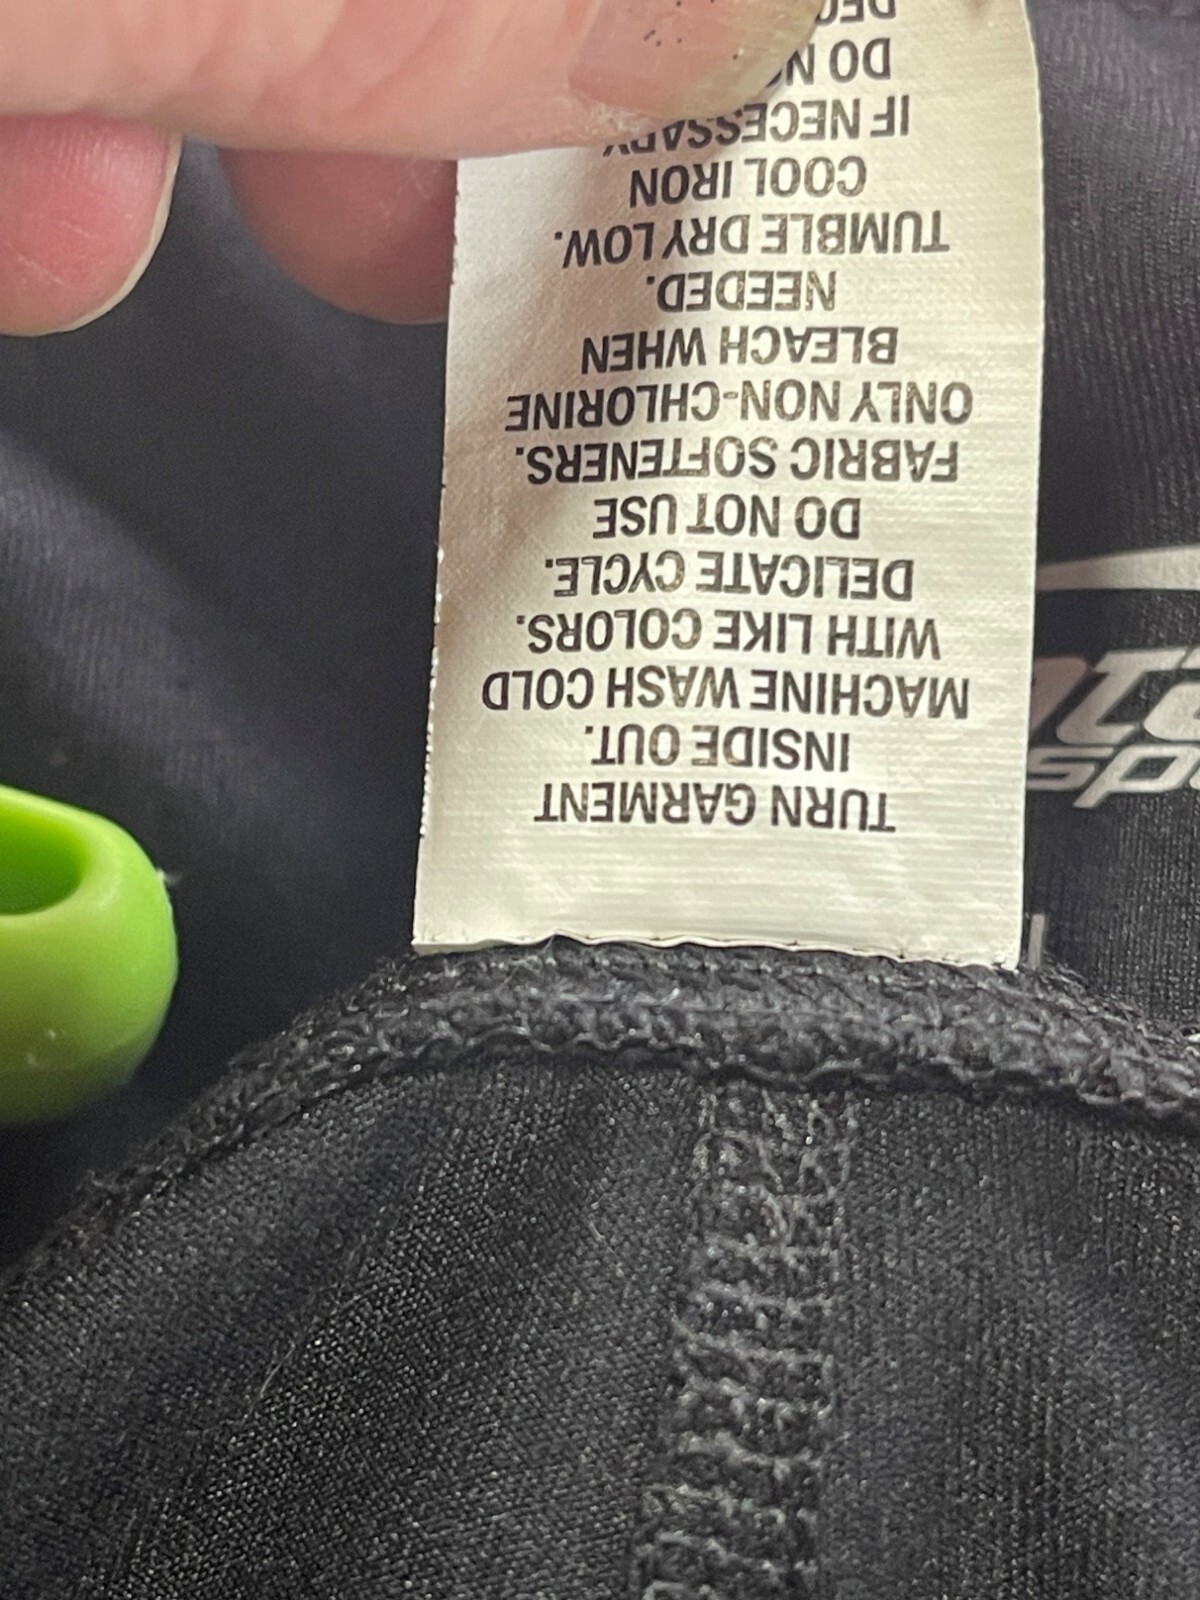 TURN GARMENT
INSIDE OUT.
MACHINE WASH COLD
WITH LIKE COLORS.
DELICATE CYCLE.
DO NOT USE
FABRIC SOFTENERS.
ONLY NON-CHLORINE
BLEACH WHEN
NEEDED.
TUMBLE DRY LOW.
COOL IRON
IF NECESSARY
DO